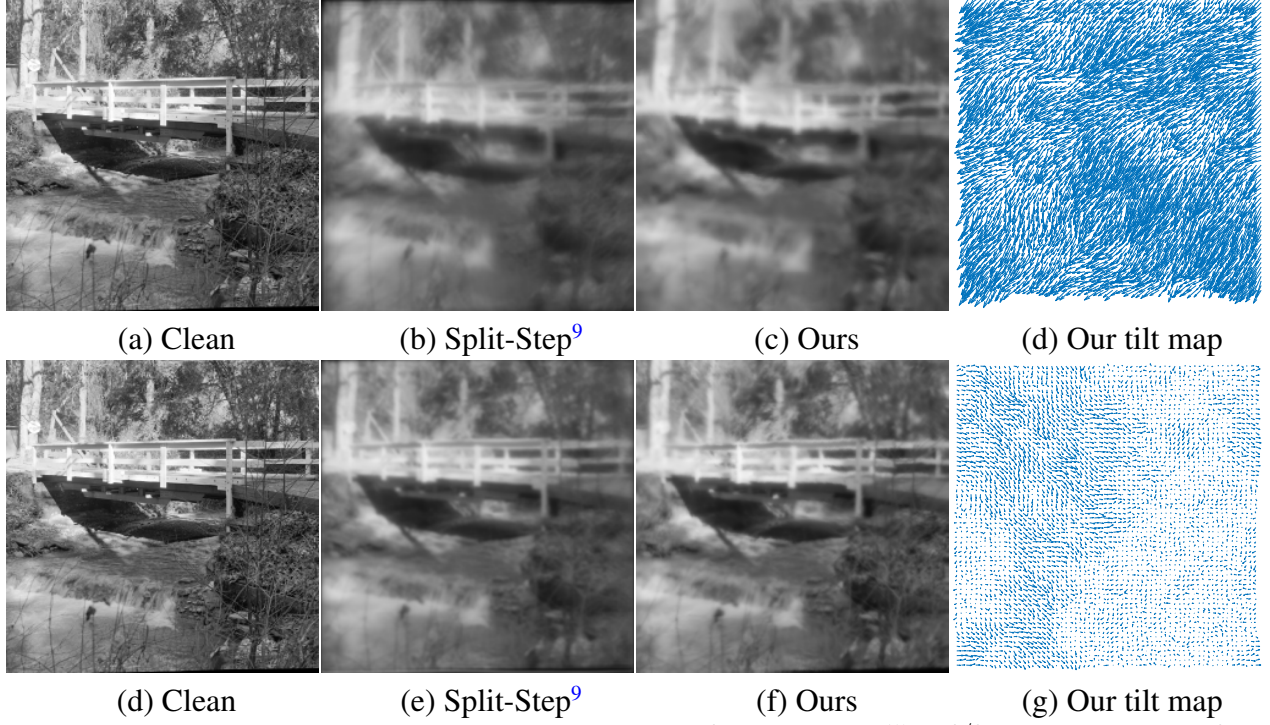 (a) Clean (b) Split-Step9 (c) Ours (d) Our tilt map
(d) Clean (e) Split-Step9 (f) Ours (g) Our tilt map